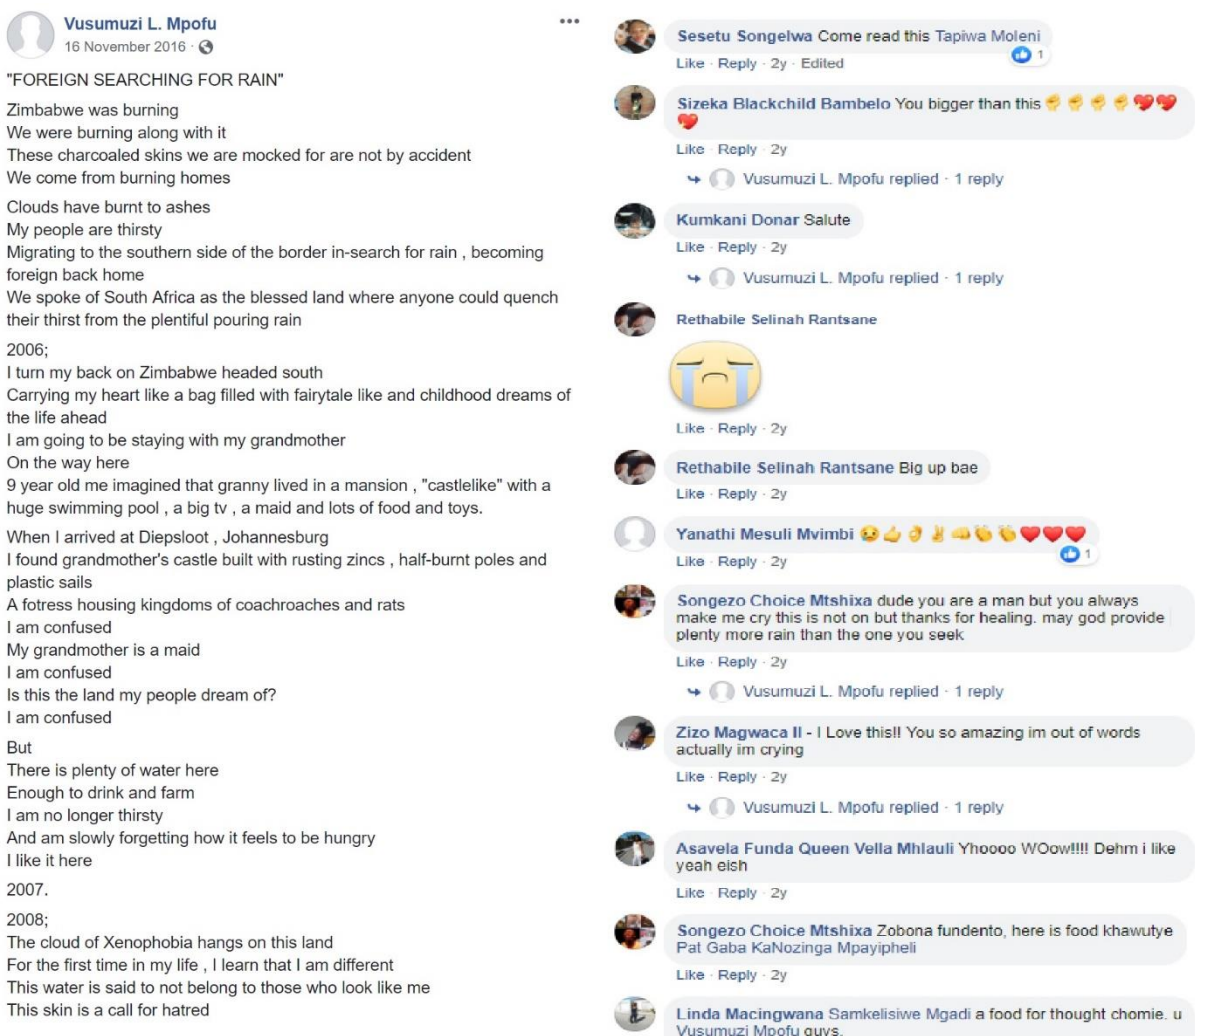 Vusumuzi L. Mpofu
16 November 2016 ·
"FOREIGN SEARCHING FOR RAIN"
Zimbabwe was burning
We were burning along with it
These charcoaled skins we are mocked for are not by accident
We come from burning homes
Clouds have burnt to ashes
My people are thirsty
Migrating to the southern side of the border in-search for rain , becoming
foreign back home
We spoke of South Africa as the blessed land where anyone could quench
their thirst from the plentiful pouring rain
2006;
I turn my back on Zimbabwe headed south
Carrying my heart like a bag filled with fairytale like and childhood dreams of
the life ahead
I am going to be staying with my grandmother
On the way here
9 year old me imagined that granny lived in a mansion , "castlelike" with a
huge swimming pool , a big tv , a maid and lots of food and toys.
When I arrived at Diepsloot , Johannesburg
I found grandmother's castle built with rusting zincs , half-burnt poles and
plastic sails
A fotress housing kingdoms of coachroaches and rats
I am confused
My grandmother is a maid
I am confused
Is this the land my people dream of?
I am confused
But
There is plenty of water here
Enough to drink and farm
I am no longer thirsty
And am slowly forgetting how it feels to be hungry
I like it here
2007.
2008;
The cloud of Xenophobia hangs on this land
For the first time in my life , I learn that I am different
This water is said to not belong to those who look like me
This skin is a call for hatred
Sesetu Songelwa Come read this Tapiwa Moleni
1
Like · Reply · 2y · Edited
Sizeka Blackchild Bambelo You bigger than this ✊✊✊✊💖💖
💖
Like · Reply · 2y
Vusumuzi L. Mpofu replied · 1 reply
Kumkani Donar Salute
Like · Reply · 2y
Vusumuzi L. Mpofu replied · 1 reply
Rethabile Selinah Rantsane
Like · Reply · 2y
Rethabile Selinah Rantsane Big up bae
Like · Reply · 2y
Yanathi Mesuli Mvimbi 😥👍👌✌👊👏👏❤❤❤
1
Like · Reply · 2y
Songezo Choice Mtshixa dude you are a man but you always
make me cry this is not on but thanks for healing. may god provide
plenty more rain than the one you seek
Like · Reply · 2y
Vusumuzi L. Mpofu replied · 1 reply
Zizo Magwaca II - I Love this!! You so amazing im out of words
actually im crying
Like · Reply · 2y
Vusumuzi L. Mpofu replied · 1 reply
Asavela Funda Queen Vella Mhlauli Yhoooo WOow!!!! Dehm i like
yeah eish
Like · Reply · 2y
Songezo Choice Mtshixa Zobona fundento, here is food khawutye
Pat Gaba KaNozinga Mpayipheli
Like · Reply · 2y
Linda Macingwana Samkelisiwe Mgadi a food for thought chomie. u
Vusumuzi Mpofu guys.